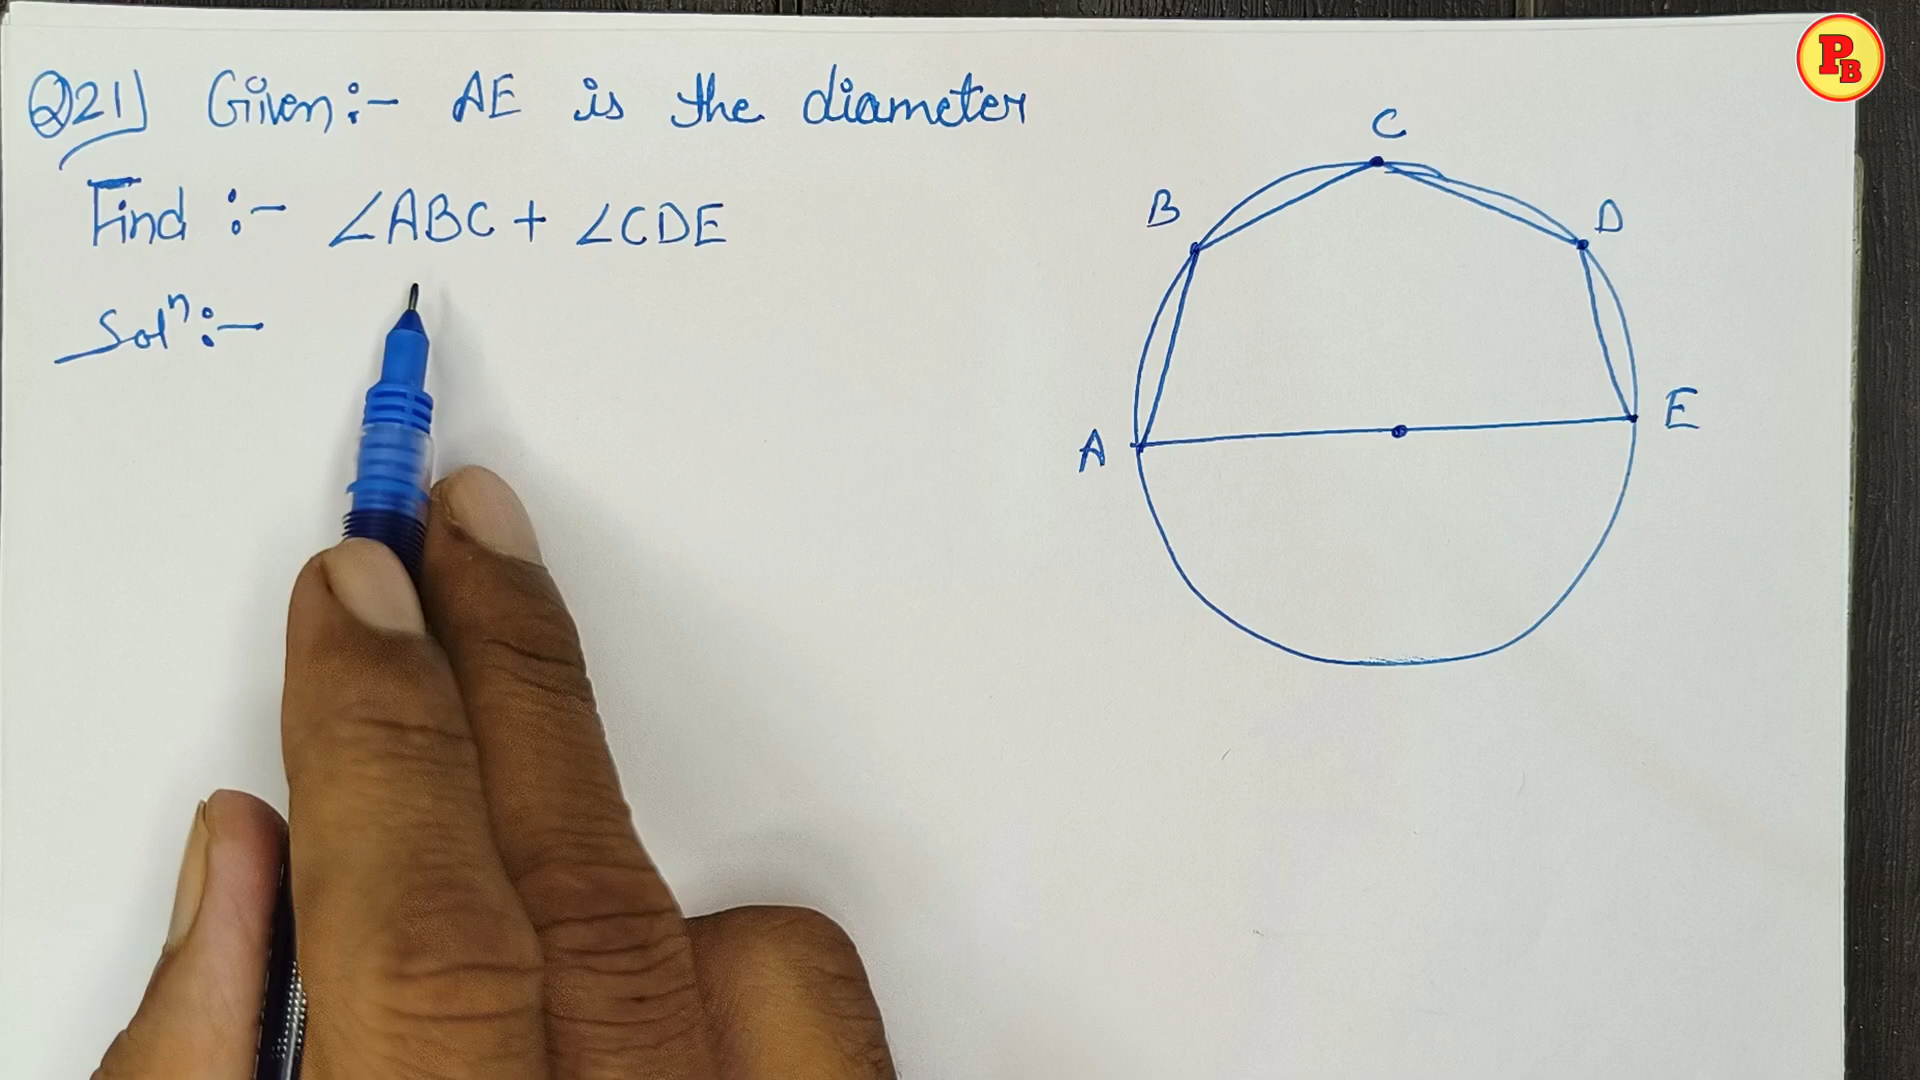 Q21) Given:- AE is the diameter
Find :- ∠ABC + ∠CDE
Solⁿ:-
PB
C
B
D
E
A